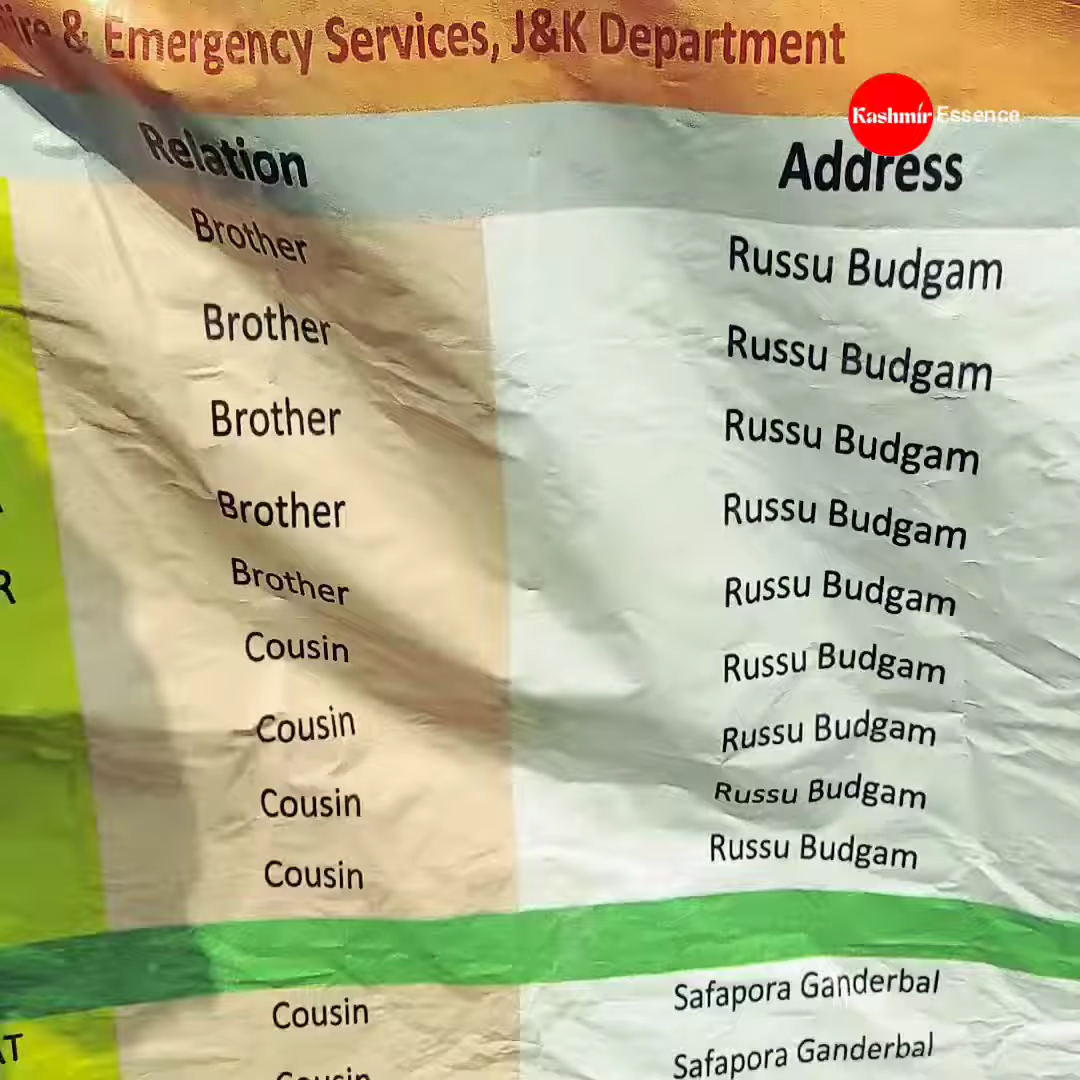 & Emergency Services, J&K Department
Kashmir Essence
Relation Address
Brother Russu Budgam
Brother Russu Budgam
Brother Russu Budgam
Brother Russu Budgam
R Brother Russu Budgam
Cousin Russu Budgam
Cousin Russu Budgam
Cousin Russu Budgam
Cousin Russu Budgam
Cousin Safapora Ganderbal
AT Cousin Safapora Ganderbal